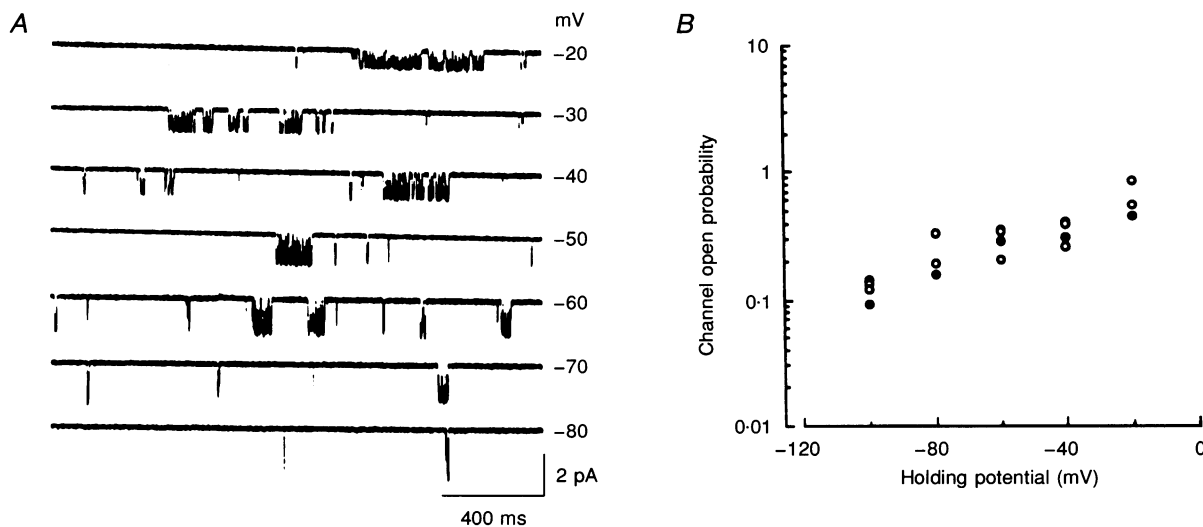 A
mV
−20
−30
−40
−50
−60
−70
−80
2 pA
400 ms
B
Channel open probability
10
1
0·1
0·01
−120
−80
−40
0
Holding potential (mV)